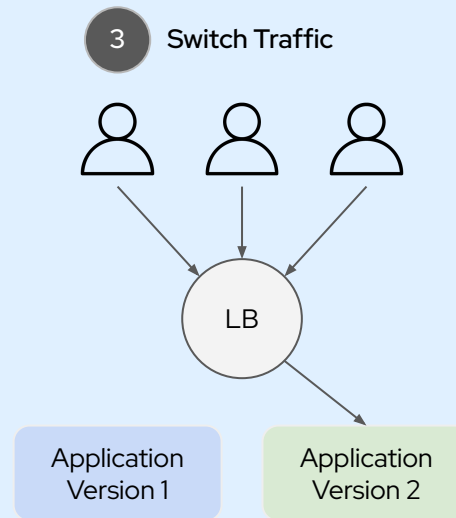 3 Switch Traffic
LB
Application
Version 1
Application
Version 2